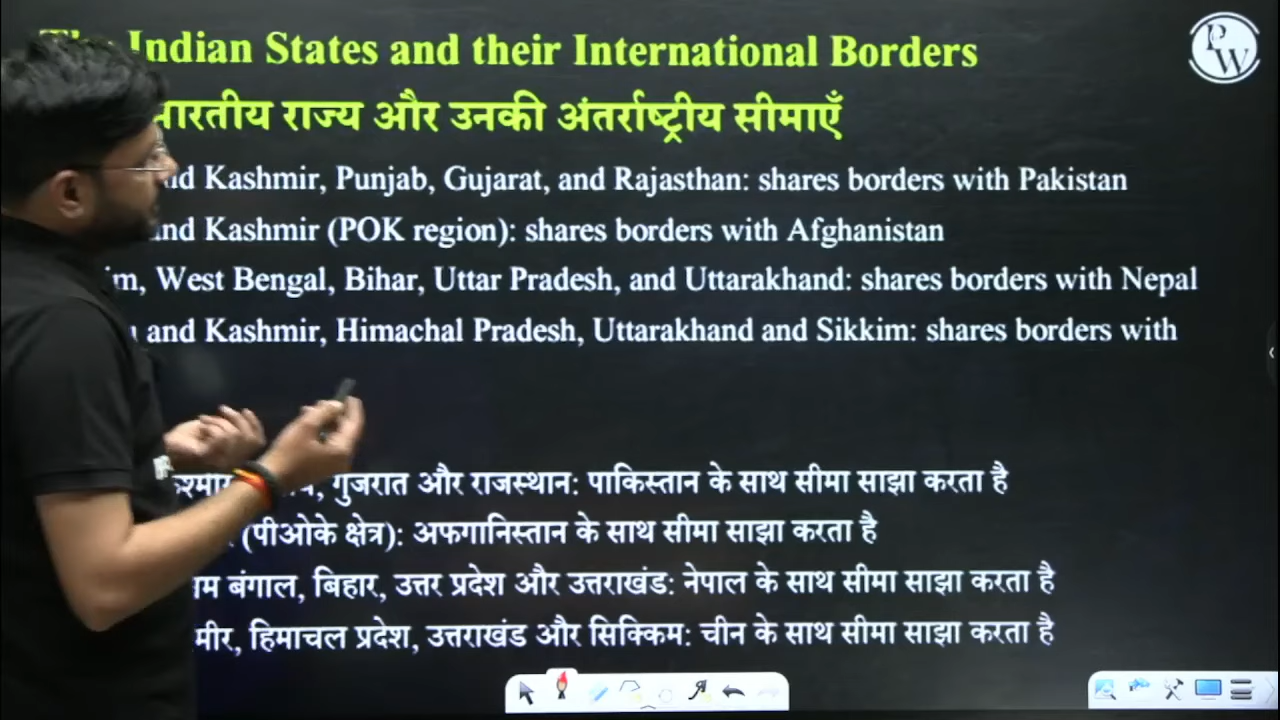 Indian States and their International Borders
PW
भारतीय राज्य और उनकी अंतर्राष्ट्रीय सीमाएँ
Kashmir, Punjab, Gujarat, and Rajasthan: shares borders with Pakistan
and Kashmir (POK region): shares borders with Afghanistan
West Bengal, Bihar, Uttar Pradesh, and Uttarakhand: shares borders with Nepal
and Kashmir, Himachal Pradesh, Uttarakhand and Sikkim: shares borders with
गुजरात और राजस्थान: पाकिस्तान के साथ सीमा साझा करता है
(पीओके क्षेत्र): अफगानिस्तान के साथ सीमा साझा करता है
बंगाल, बिहार, उत्तर प्रदेश और उत्तराखंड: नेपाल के साथ सीमा साझा करता है
हिमाचल प्रदेश, उत्तराखंड और सिक्किम: चीन के साथ सीमा साझा करता है